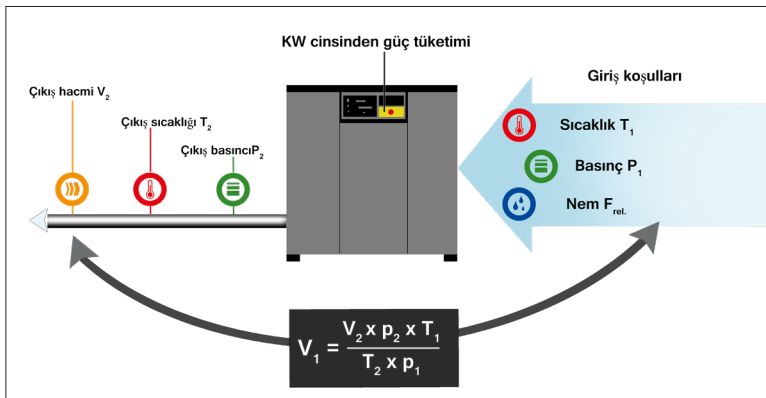 KW cinsinden güç tüketimi
Giriş koşulları
Çıkış hacmi V₂
Çıkış sıcaklığı T₂
Çıkış basıncıP₂
Sıcaklık T₁
Basınç P₁
Nem F_rel.
V₁ = V₂ x p₂ x T₁
T₂ x p₁